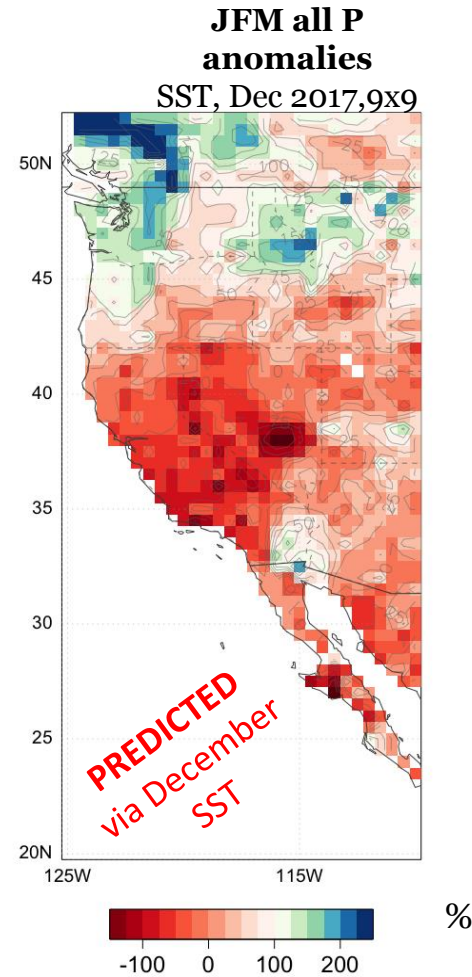 JFM all P
anomalies
SST, Dec 2017,9x9
50N
45
40
35
30
25
20N
125W
115W
PREDICTED
via December
SST
%
-100
0
100
200